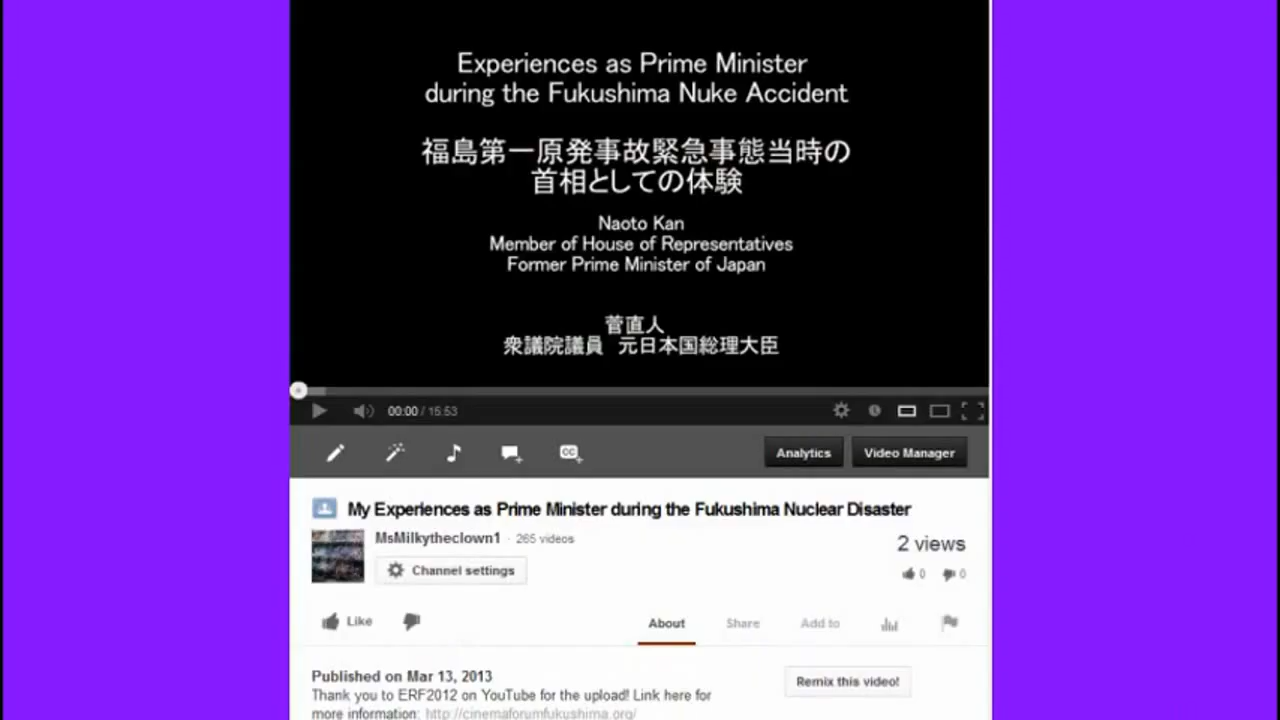 Experiences as Prime Minister
during the Fukushima Nuke Accident
福島第一原発事故緊急事態当時の
首相としての体験
Naoto Kan
Member of House of Representatives
Former Prime Minister of Japan
菅直人
衆議院議員 元日本国総理大臣
00:00 / 15:53
CC
Analytics
Video Manager
My Experiences as Prime Minister during the Fukushima Nuclear Disaster
MsMilkytheclown1 · 265 videos
2 views
Channel settings
0 0
Like
About
Share
Add to
Published on Mar 13, 2013
Remix this video!
Thank you to ERF2012 on YouTube for the upload! Link here for
more information: http://cinemaforumfukushima.org/